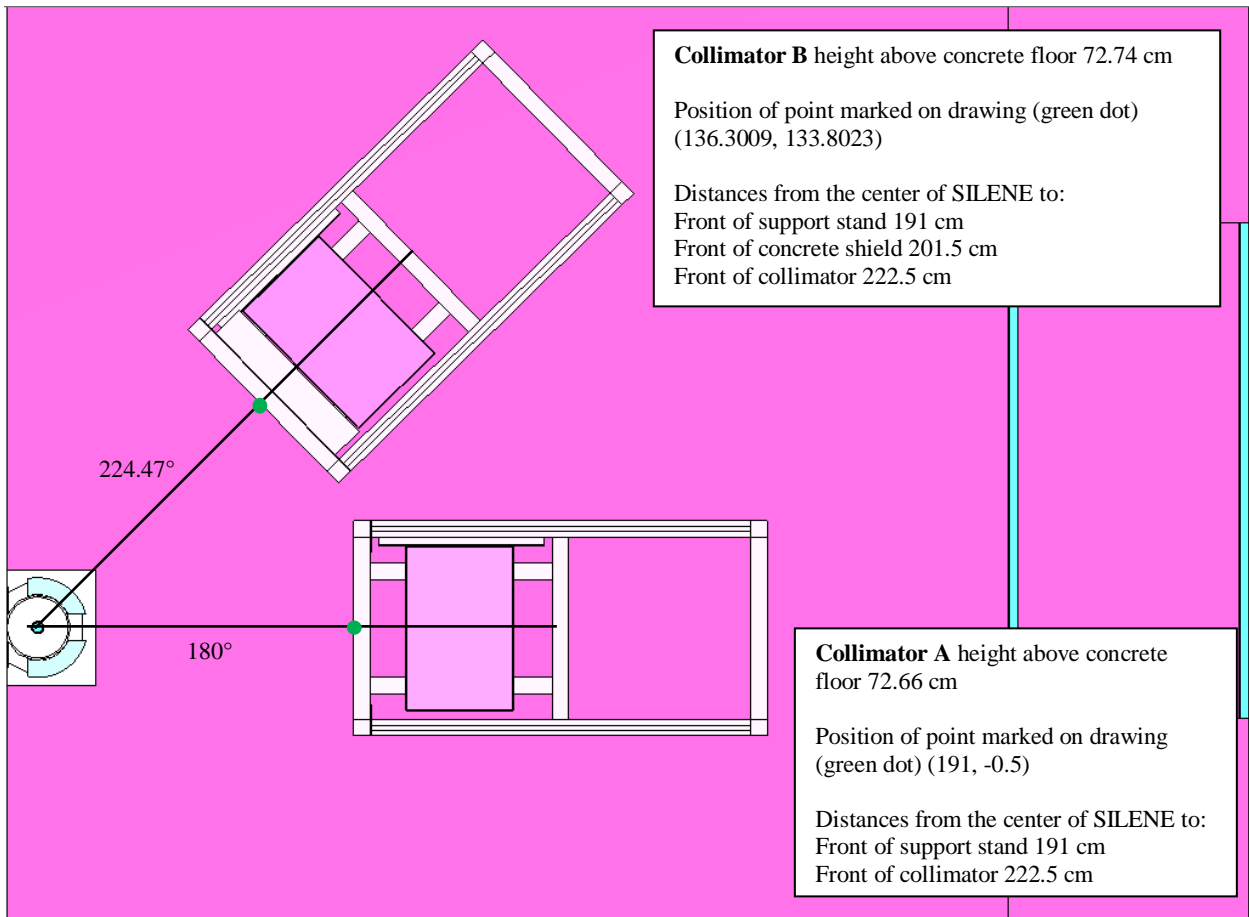 Collimator B height above concrete floor 72.74 cm
Position of point marked on drawing (green dot)
(136.3009, 133.8023)
Distances from the center of SILENE to:
Front of support stand 191 cm
Front of concrete shield 201.5 cm
Front of collimator 222.5 cm
224.47°
180°
Collimator A height above concrete
floor 72.66 cm
Position of point marked on drawing
(green dot) (191, -0.5)
Distances from the center of SILENE to:
Front of support stand 191 cm
Front of collimator 222.5 cm